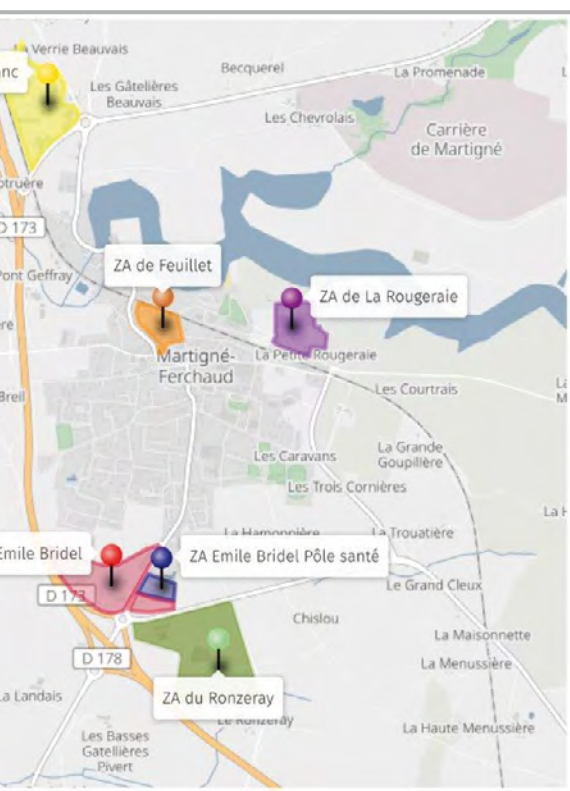 La Verrie Beauvais
Becquerel
La Promenade
Les Gâtelières
Beauvais
Les Chevrolais
Carrière
de Martigné
D 173
ZA de Feuillet
Pont Geffray
ZA de La Rougeraie
Martigné-
Ferchaud
La Petite Rougeraie
Les Courtrais
Breil
La Grande
Goupillère
Les Caravans
Les Trois Cornières
La Hamonnière
La Trouatière
Emile Bridel
ZA Emile Bridel Pôle santé
D 173
Le Grand Cleux
Chislou
La Maisonnette
D 178
La Menussière
La Landais
ZA du Ronzeray
Le Ronzeray
La Haute Menussière
Les Basses
Gatellières
Pivert